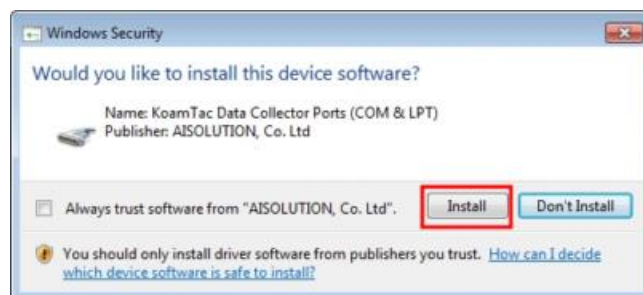 Windows Security
Would you like to install this device software?
Name: KoamTac Data Collector Ports (COM & LPT)
Publisher: AISOLUTION, Co. Ltd
Always trust software from "AISOLUTION, Co. Ltd".
Install
Don't Install
You should only install driver software from publishers you trust. How can I decide
which device software is safe to install?